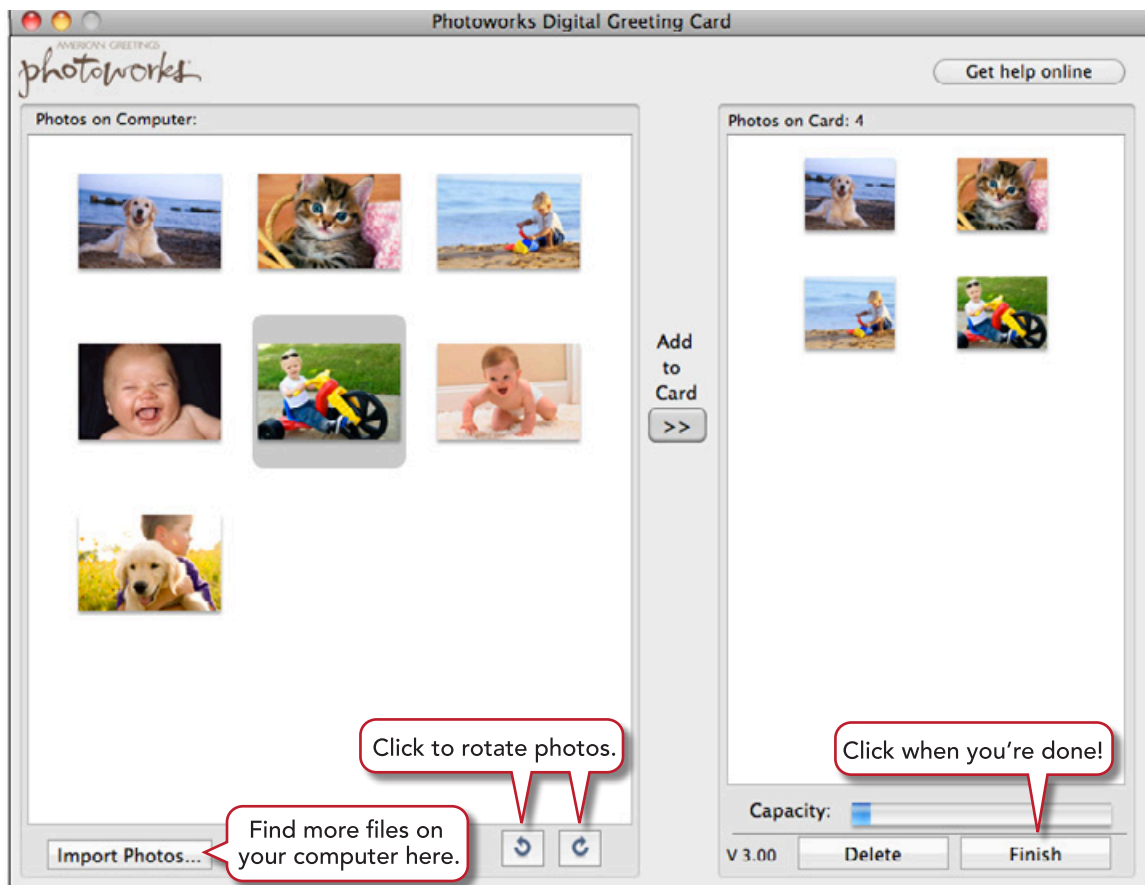 Photoworks Digital Greeting Card
AMERICAN GREETINGS
photoworks
Get help online
Photos on Computer:
Photos on Card: 4
Add
to
Card
>>
Click to rotate photos.
Click when you're done!
Find more files on
your computer here.
Import Photos...
Capacity:
V 3.00
Delete
Finish